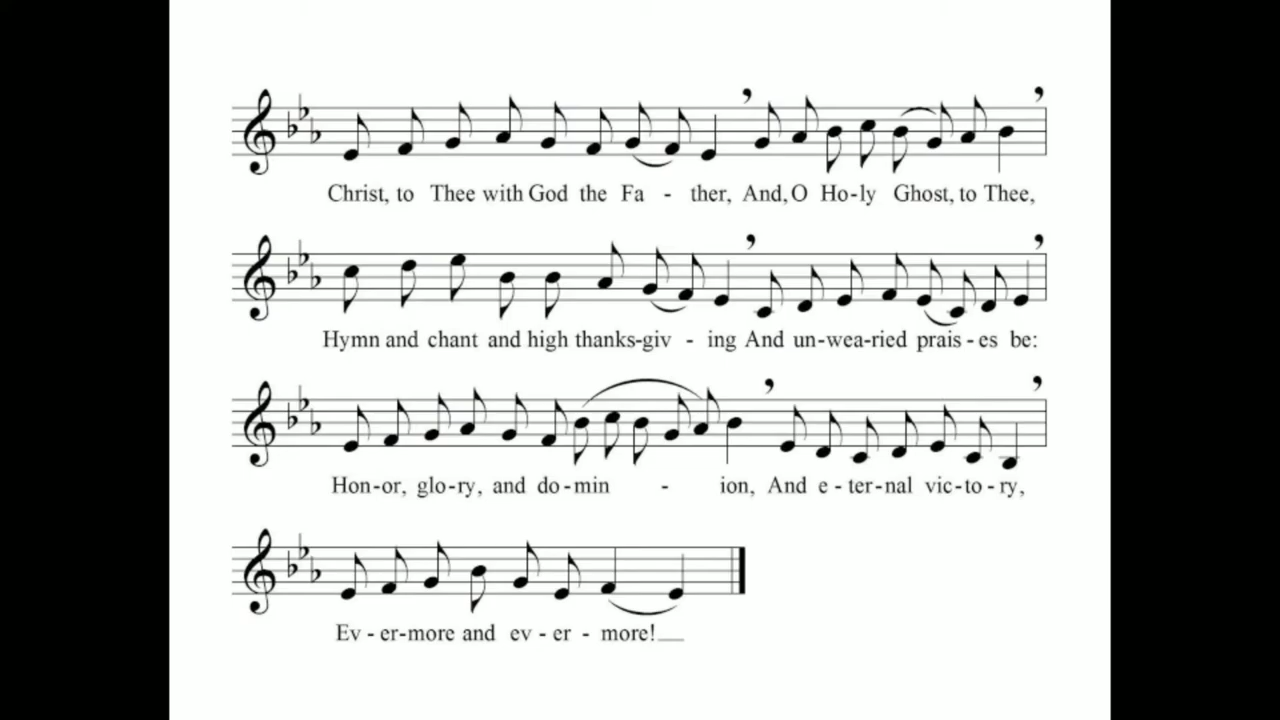 Christ, to Thee with God the Fa - ther, And, O Ho-ly Ghost, to Thee,
Hymn and chant and high thanks-giv - ing And un-wea-ried prais-es be:
Hon-or, glo-ry, and do-min - ion, And e-ter-nal vic-to-ry,
Ev-er-more and ev-er-more!